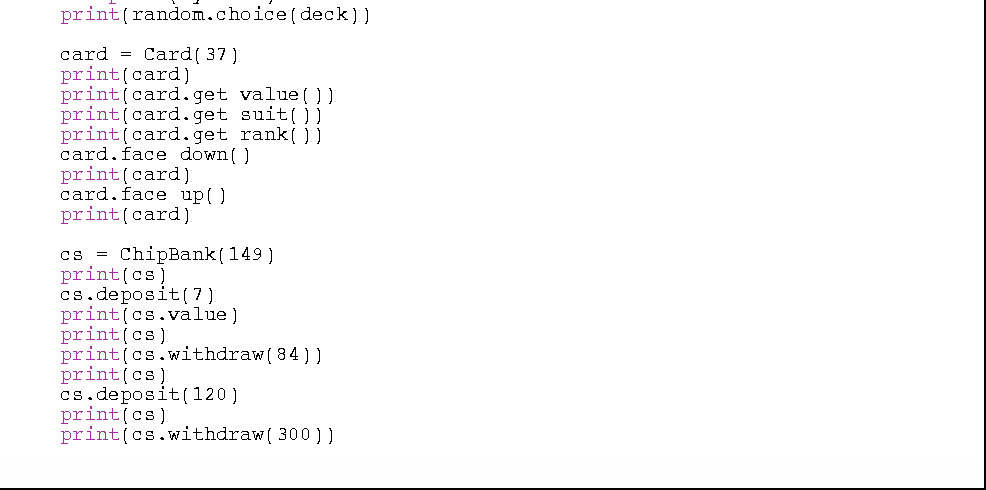 print(random.choice(deck))
card = Card(37)
print(card)
print(card.get value())
print(card.get suit())
print(card.get rank())
card.face down()
print(card)
card.face up()
print(card)
cs = ChipBank(149)
print(cs)
cs.deposit(7)
print(cs.value)
print(cs)
print(cs.withdraw(84))
print(cs)
cs.deposit(120)
print(cs)
print(cs.withdraw(300))